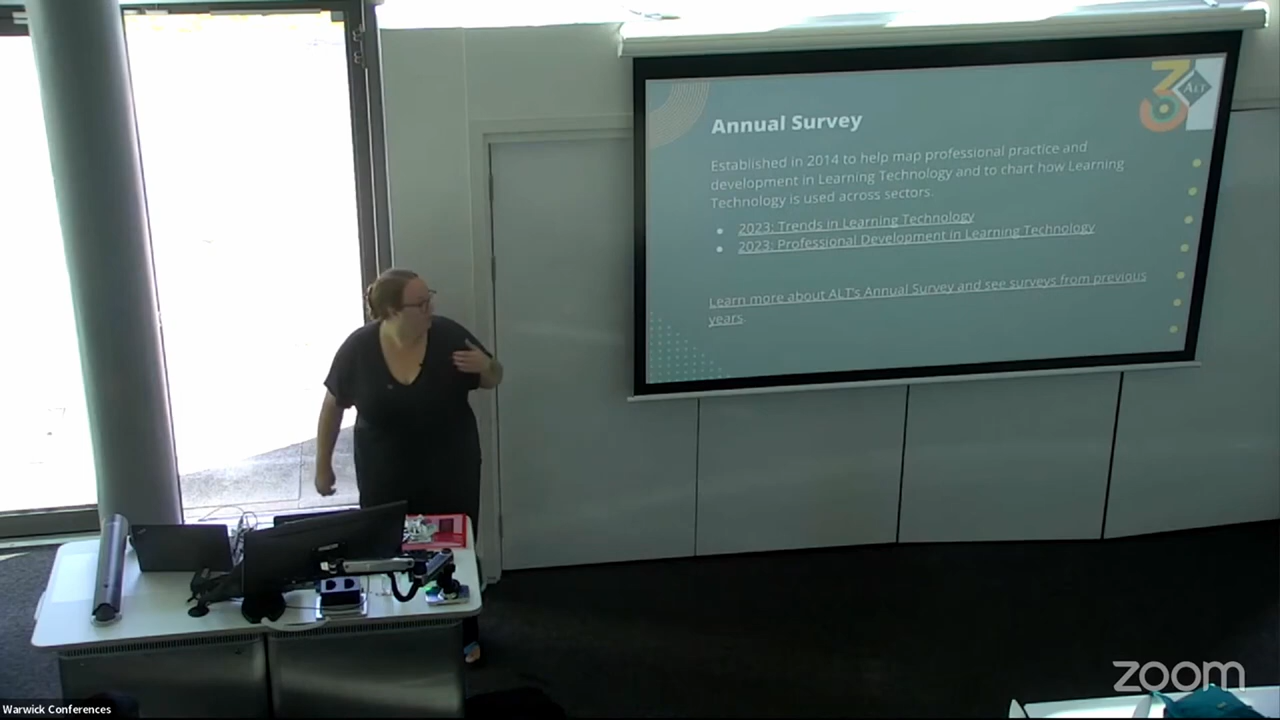 Annual Survey
ALT
Established in 2014 to help map professional practice and
development in Learning Technology and to chart how Learning
Technology is used across sectors.
2023: Trends in Learning Technology
2023: Professional Development in Learning Technology
Learn more about ALT's Annual Survey and see surveys from previous
years.
zoom
Warwick Conferences